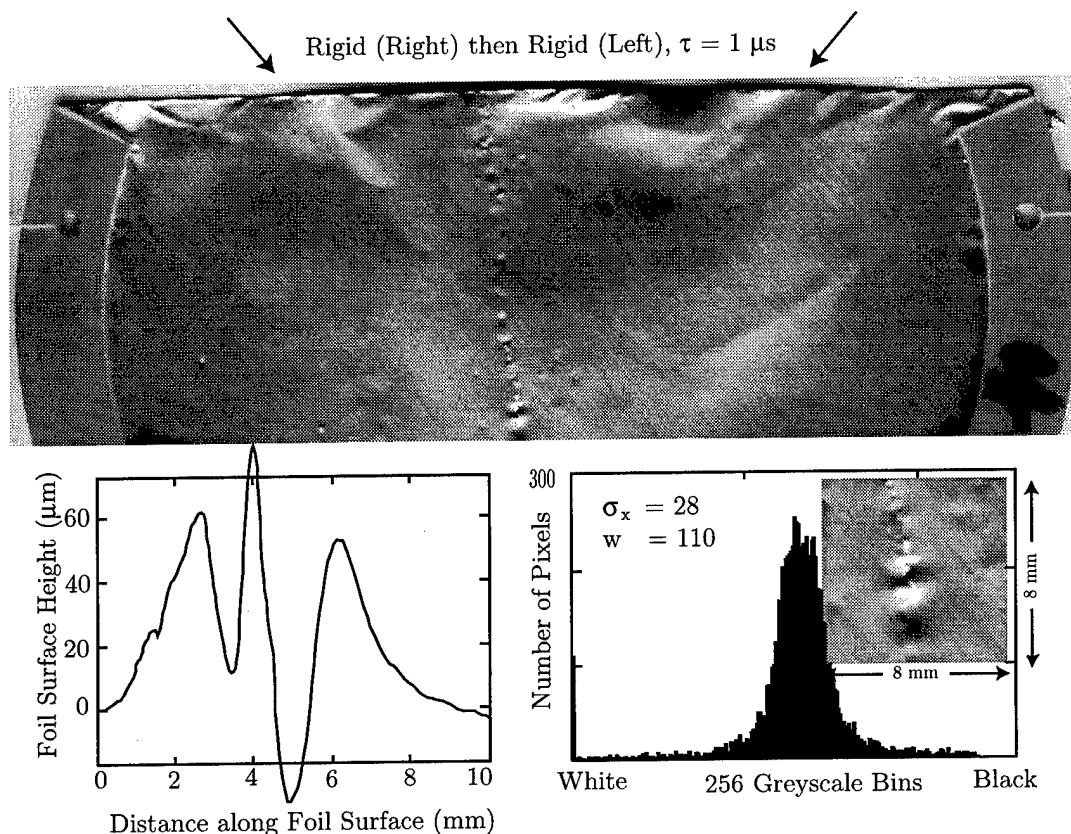 Rigid (Right) then Rigid (Left), τ = 1 μs
Foil Surface Height (μm)
60
40
20
0
0
2
4
6
8
10
Distance along Foil Surface (mm)
Number of Pixels
300
σx = 28
w = 110
8 mm
8 mm
White
256 Greyscale Bins
Black